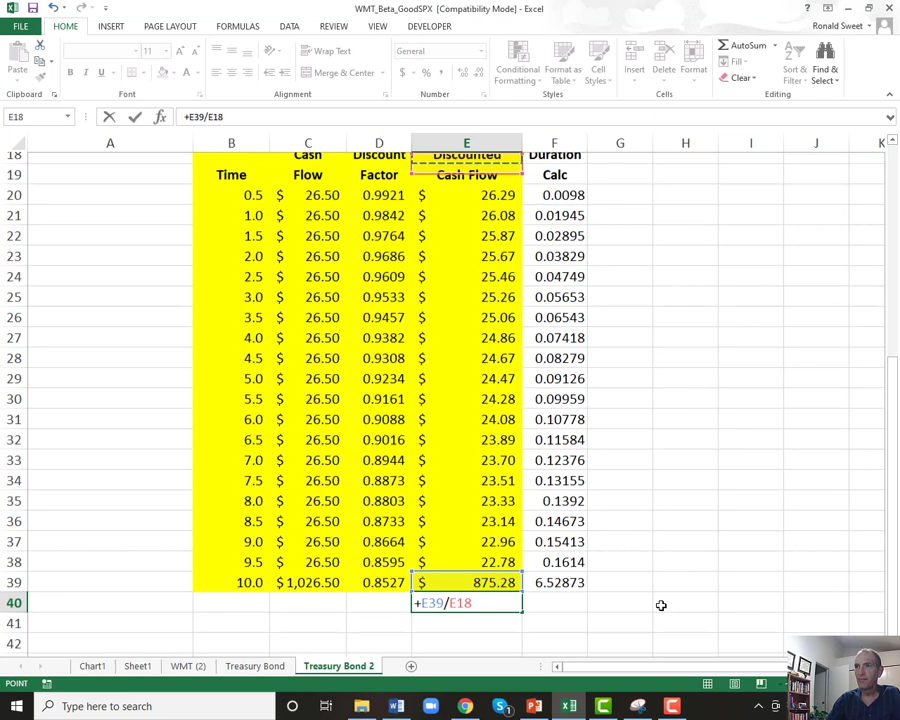 WMT_Beta_GoodSPX [Compatibility Mode] - Excel
FILE HOME INSERT PAGE LAYOUT FORMULAS DATA REVIEW VIEW DEVELOPER Ronald Sweet
Paste 11 Wrap Text General Conditional Format as Cell Insert Delete Format AutoSum Sort & Find &
B I U Merge & Center $ % Formatting Table Styles Fill Clear Filter Select
Clipboard Font Alignment Number Styles Cells Editing
E18 fx +E39/E18
A B C D E F G H I J K
18 Cash Discount Discounted Duration
19 Time Flow Factor Cash Flow Calc
20 0.5 $ 26.50 0.9921 $ 26.29 0.0098
21 1.0 $ 26.50 0.9842 $ 26.08 0.01945
22 1.5 $ 26.50 0.9764 $ 25.87 0.02895
23 2.0 $ 26.50 0.9686 $ 25.67 0.03829
24 2.5 $ 26.50 0.9609 $ 25.46 0.04749
25 3.0 $ 26.50 0.9533 $ 25.26 0.05653
26 3.5 $ 26.50 0.9457 $ 25.06 0.06543
27 4.0 $ 26.50 0.9382 $ 24.86 0.07418
28 4.5 $ 26.50 0.9308 $ 24.67 0.08279
29 5.0 $ 26.50 0.9234 $ 24.47 0.09126
30 5.5 $ 26.50 0.9161 $ 24.28 0.09959
31 6.0 $ 26.50 0.9088 $ 24.08 0.10778
32 6.5 $ 26.50 0.9016 $ 23.89 0.11584
33 7.0 $ 26.50 0.8944 $ 23.70 0.12376
34 7.5 $ 26.50 0.8873 $ 23.51 0.13155
35 8.0 $ 26.50 0.8803 $ 23.33 0.1392
36 8.5 $ 26.50 0.8733 $ 23.14 0.14673
37 9.0 $ 26.50 0.8664 $ 22.96 0.15413
38 9.5 $ 26.50 0.8595 $ 22.78 0.1614
39 10.0 $ 1,026.50 0.8527 $ 875.28 6.52873
40 +E39/E18
41
42
Chart1 Sheet1 WMT (2) Treasury Bond Treasury Bond 2
POINT
Type here to search